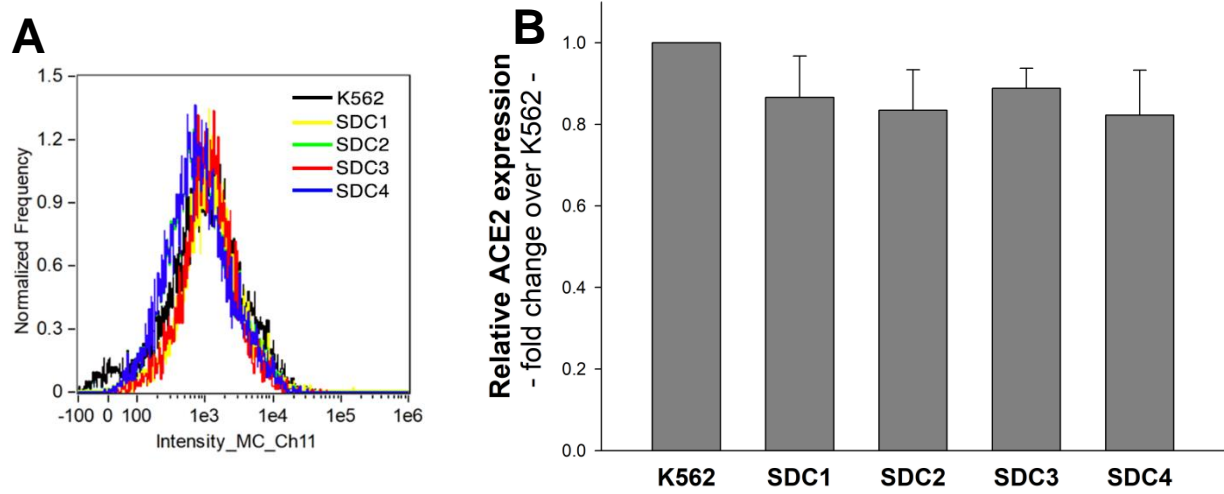 A
1.5
1.2
0.9
0.6
0.3
0
Normalized Frequency
K562
SDC1
SDC2
SDC3
SDC4
-100 0 100 1e3 1e4 1e5 1e6
Intensity_MC_Ch11
B
Relative ACE2 expression
- fold change over K562 -
1.0
0.8
0.6
0.4
0.2
0.0
K562 SDC1 SDC2 SDC3 SDC4